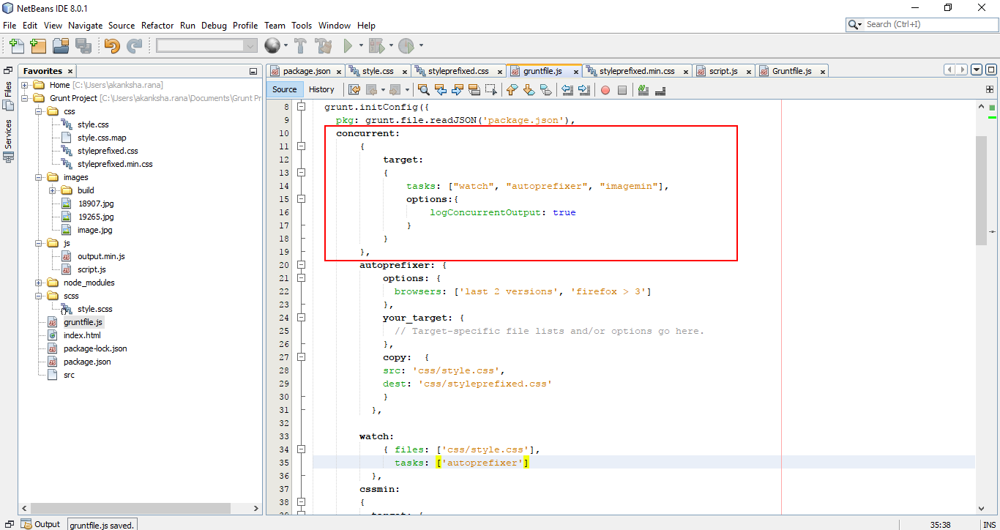 NetBeans IDE 8.0.1
File Edit View Navigate Source Refactor Run Debug Profile Team Tools Window Help
Search (Ctrl+I)
Files
Services
Favorites
Home [C:\Users\akanksha.rana]
Grunt Project [C:\Users\akanksha.rana\Documents\Grunt Pr
css
style.css
style.css.map
styleprefixed.css
styleprefixed.min.css
images
build
18907.jpg
19265.jpg
image.jpg
js
output.min.js
script.js
node_modules
scss
style.scss
gruntfile.js
index.html
package-lock.json
package.json
src
package.json style.css styleprefixed.css gruntfile.js styleprefixed.min.css script.js Gruntfile.js
Source History
8 grunt.initConfig({
9 pkg: grunt.file.readJSON('package.json'),
10 concurrent:
11 {
12 target:
13 {
14 tasks: ["watch", "autoprefixer", "imagemin"],
15 options:{
16 logConcurrentOutput: true
17 }
18 }
19 },
20 autoprefixer: {
21 options: {
22 browsers: ['last 2 versions', 'firefox > 3']
23 },
24 your_target: {
25 // Target-specific file lists and/or options go here.
26 },
27 copy: {
28 src: 'css/style.css',
29 dest: 'css/styleprefixed.css'
30 }
31 },
32
33 watch:
34 { files: ['css/style.css'],
35 tasks: ['autoprefixer']
36 },
37 cssmin:
38 {
39 target: {
Output gruntfile.js saved. 35:38 INS